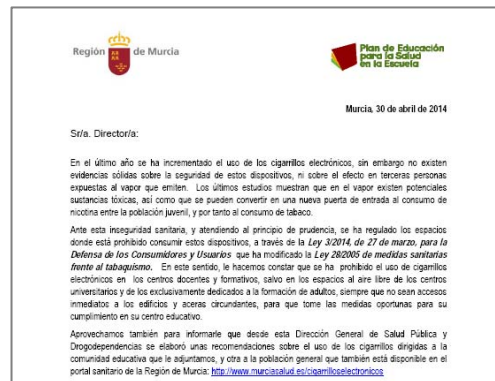 Región de Murcia
Plan de Educación
para la Salud
en la Escuela
Murcia, 30 de abril de 2014
Sr/a. Director/a:
En el último año se ha incrementado el uso de los cigarrillos electrónicos, sin embargo no existen
evidencias sólidas sobre la seguridad de estos dispositivos, ni sobre el efecto en terceras personas
expuestas al vapor que emiten. Los últimos estudios muestran que en el vapor existen potenciales
sustancias tóxicas, así como que se pueden convertir en una nueva puerta de entrada al consumo de
nicotina entre la población juvenil, y por tanto al consumo de tabaco.
Ante esta inseguridad sanitaria, y atendiendo al principio de prudencia, se ha regulado los espacios
donde está prohibido consumir estos dispositivos, a través de la Ley 3/2014, de 27 de marzo, para la
Defensa de los Consumidores y Usuarios que ha modificado la Ley 28/2005 de medidas sanitarias
frente al tabaquismo. En este sentido, le hacemos constar que se ha prohibido el uso de cigarrillos
electrónicos en los centros docentes y formativos, salvo en los espacios al aire libre de los centros
universitarios y de los exclusivamente dedicados a la formación de adultos, siempre que no sean accesos
inmediatos a los edificios y aceras circundantes, para que tome las medidas oportunas para su
cumplimiento en su centro educativo.
Aprovechamos también para informarle que desde esta Dirección General de Salud Pública y
Drogodependencias se elaboró unas recomendaciones sobre el uso de los cigarrillos dirigidas a la
comunidad educativa que le adjuntamos, y otra a la población general que también está disponible en el
portal sanitario de la Región de Murcia: http://www.murciasalud.es/cigarrilloselectronicos